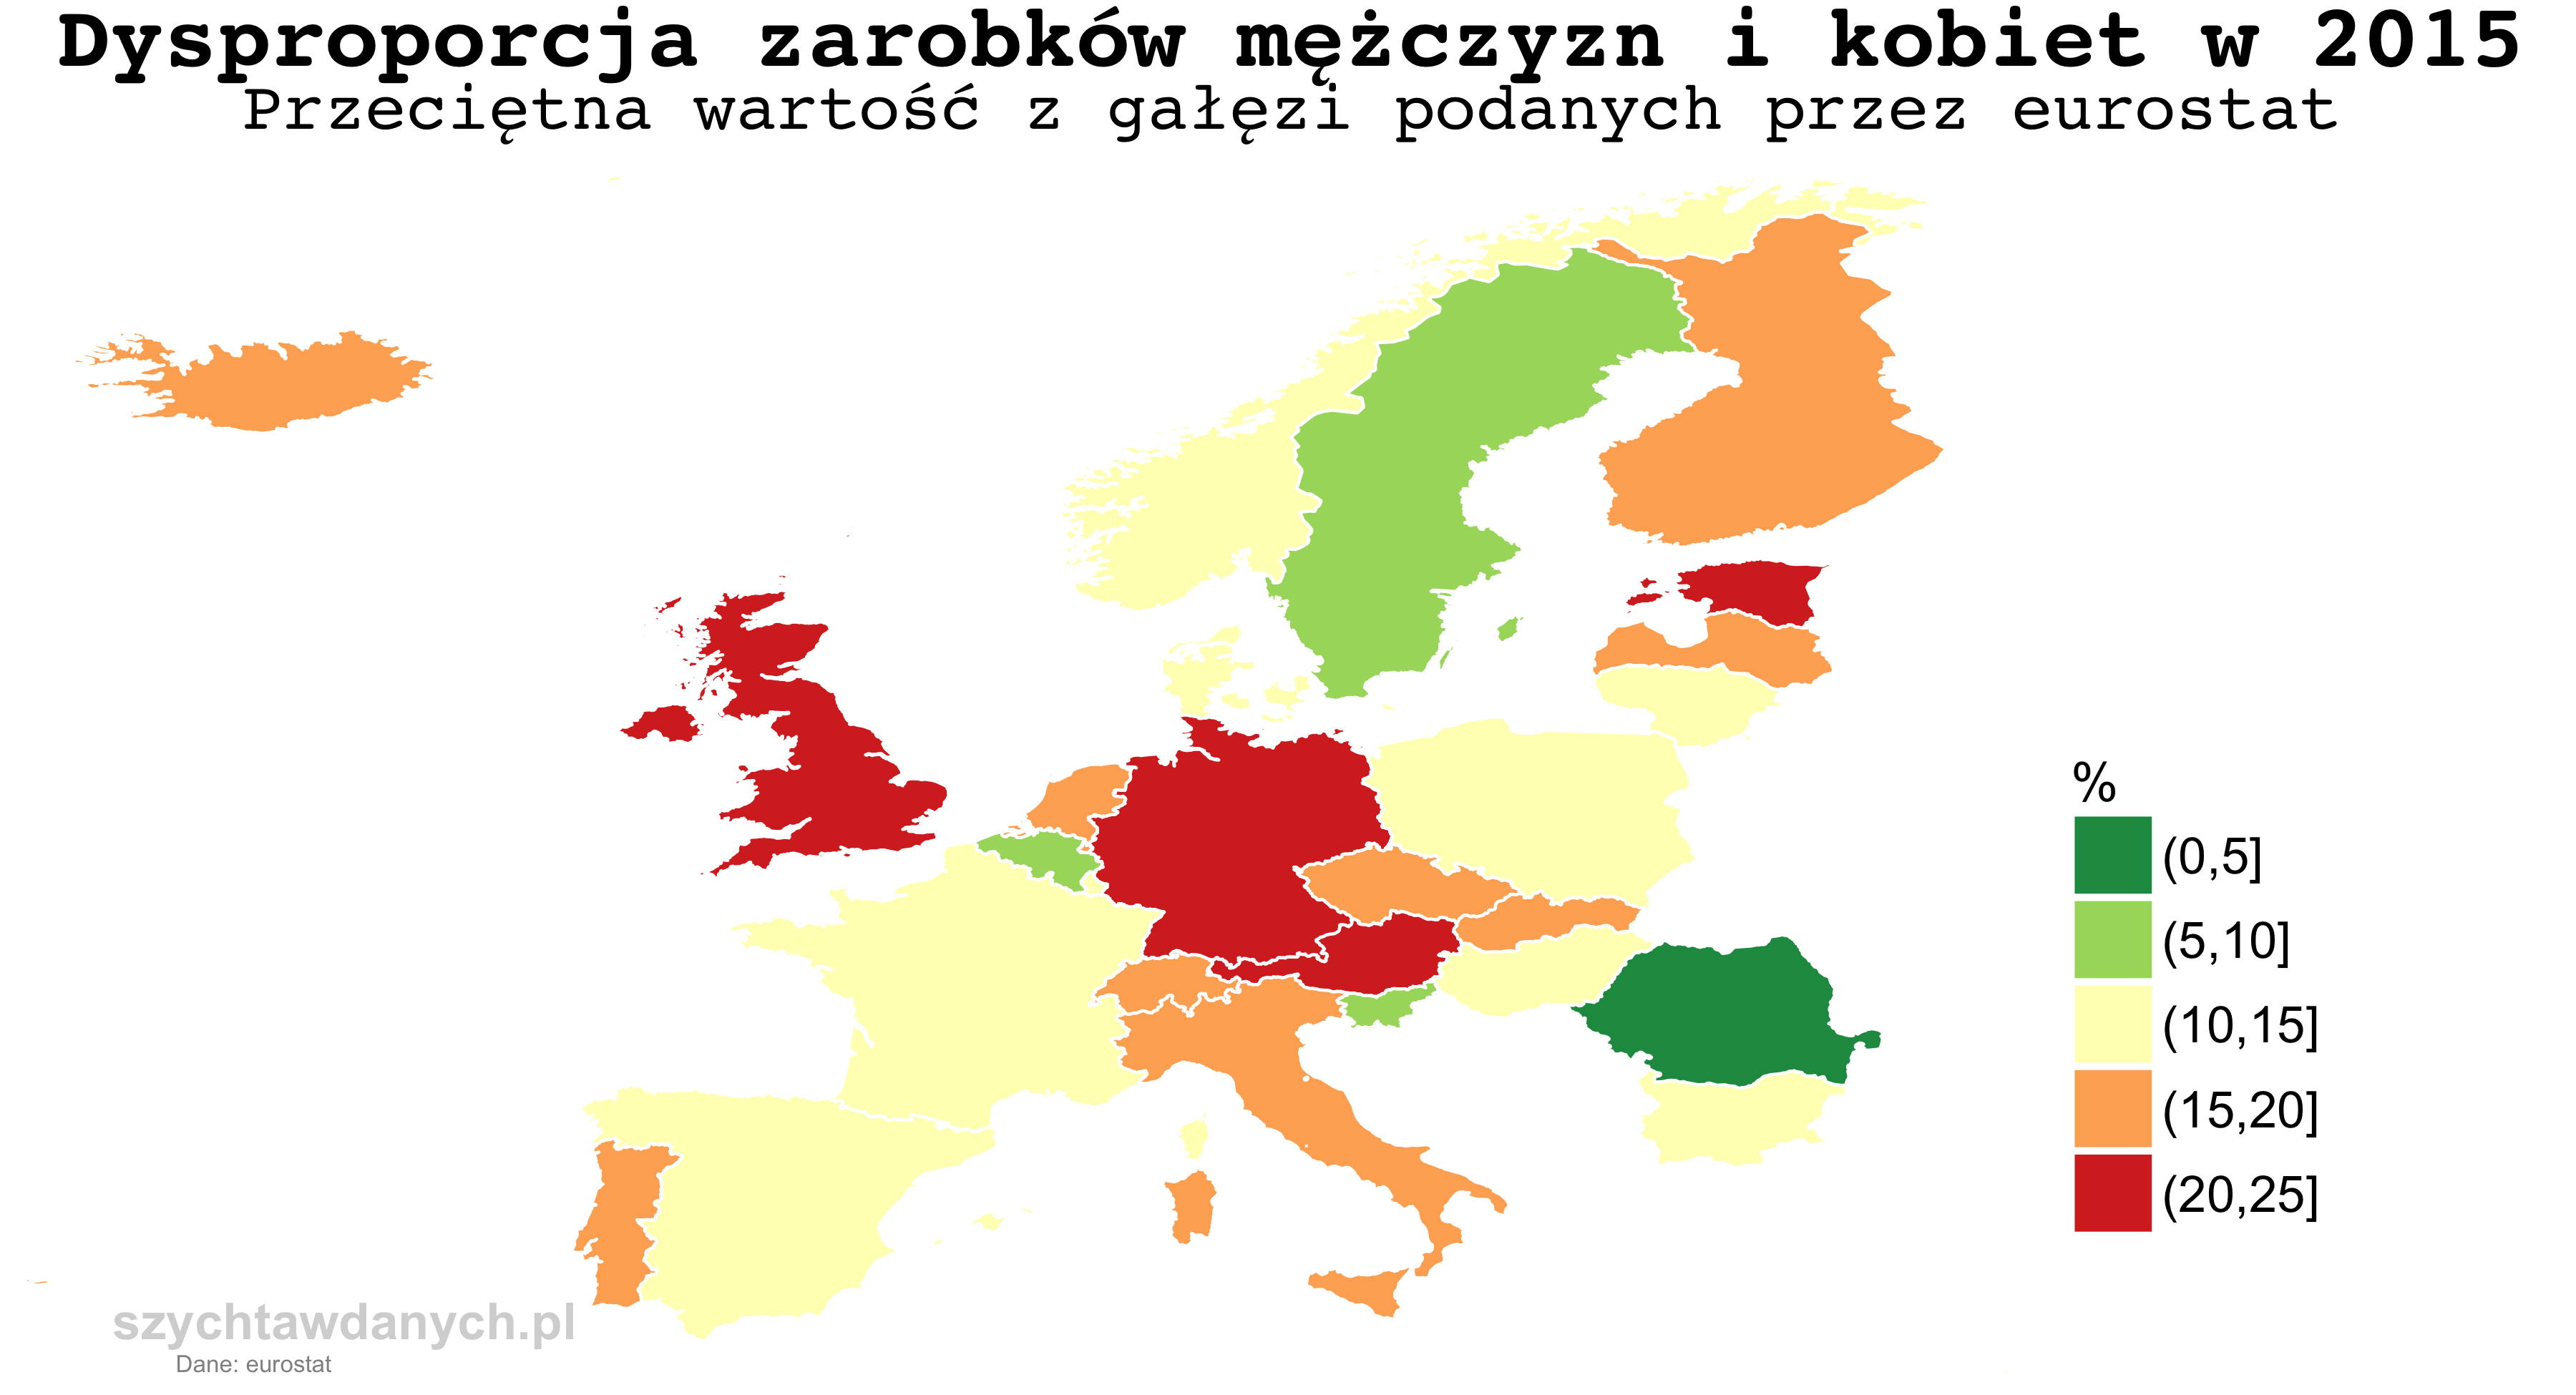 Dysproporcja zarobków mężczyzn i kobiet w 2015
Przeciętna wartość z gałęzi podanych przez eurostat
%
(0,5]
(5,10]
(10,15]
(15,20]
(20,25]
szychtawdanych.pl
Dane: eurostat